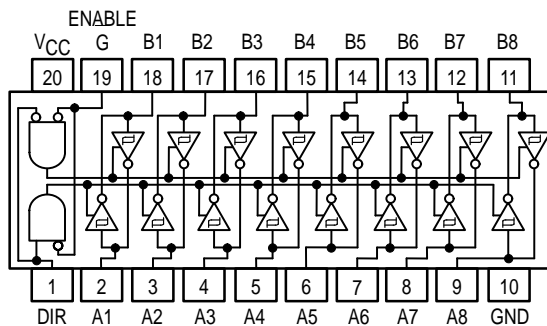 ENABLE
VCC G B1 B2 B3 B4 B5 B6 B7 B8
20 19 18 17 16 15 14 13 12 11
1 2 3 4 5 6 7 8 9 10
DIR A1 A2 A3 A4 A5 A6 A7 A8 GND